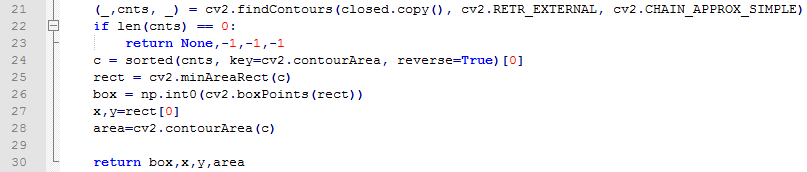 21 (_,cnts, _) = cv2.findContours(closed.copy(), cv2.RETR_EXTERNAL, cv2.CHAIN_APPROX_SIMPLE)
22 if len(cnts) == 0:
23 return None,-1,-1,-1
24 c = sorted(cnts, key=cv2.contourArea, reverse=True)[0]
25 rect = cv2.minAreaRect(c)
26 box = np.int0(cv2.boxPoints(rect))
27 x,y=rect[0]
28 area=cv2.contourArea(c)
29
30 return box,x,y,area